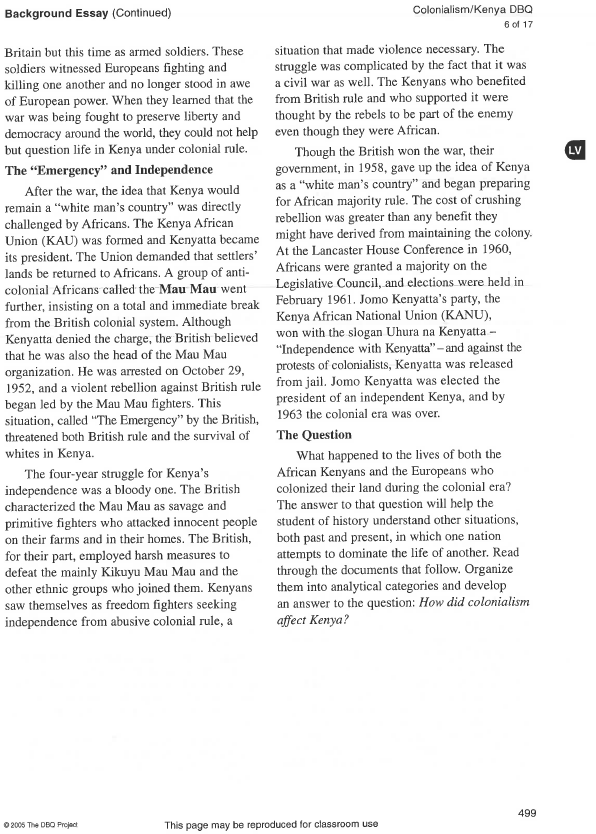 Background Essay (Continued)
Colonialism/Kenya DBQ
6 of 17
Britain but this time as armed soldiers. These
soldiers witnessed Europeans fighting and
killing one another and no longer stood in awe
of European power. When they learned that the
war was being fought to preserve liberty and
democracy around the world, they could not help
but question life in Kenya under colonial rule.
The “Emergency” and Independence
After the war, the idea that Kenya would
remain a “white man’s country” was directly
challenged by Africans. The Kenya African
Union (KAU) was formed and Kenyatta became
its president. The Union demanded that settlers’
lands be returned to Africans. A group of anti-
colonial Africans called the Mau Mau went
further, insisting on a total and immediate break
from the British colonial system. Although
Kenyatta denied the charge, the British believed
that he was also the head of the Mau Mau
organization. He was arrested on October 29,
1952, and a violent rebellion against British rule
began led by the Mau Mau fighters. This
situation, called “The Emergency” by the British,
threatened both British rule and the survival of
whites in Kenya.
The four-year struggle for Kenya’s
independence was a bloody one. The British
characterized the Mau Mau as savage and
primitive fighters who attacked innocent people
on their farms and in their homes. The British,
for their part, employed harsh measures to
defeat the mainly Kikuyu Mau Mau and the
other ethnic groups who joined them. Kenyans
saw themselves as freedom fighters seeking
independence from abusive colonial rule, a
situation that made violence necessary. The
struggle was complicated by the fact that it was
a civil war as well. The Kenyans who benefited
from British rule and who supported it were
thought by the rebels to be part of the enemy
even though they were African.
Though the British won the war, their
government, in 1958, gave up the idea of Kenya
as a “white man’s country” and began preparing
for African majority rule. The cost of crushing
rebellion was greater than any benefit they
might have derived from maintaining the colony.
At the Lancaster House Conference in 1960,
Africans were granted a majority on the
Legislative Council, and elections were held in
February 1961. Jomo Kenyatta’s party, the
Kenya African National Union (KANU),
won with the slogan Uhura na Kenyatta –
“Independence with Kenyatta” – and against the
protests of colonialists, Kenyatta was released
from jail. Jomo Kenyatta was elected the
president of an independent Kenya, and by
1963 the colonial era was over.
The Question
What happened to the lives of both the
African Kenyans and the Europeans who
colonized their land during the colonial era?
The answer to that question will help the
student of history understand other situations,
both past and present, in which one nation
attempts to dominate the life of another. Read
through the documents that follow. Organize
them into analytical categories and develop
an answer to the question: How did colonialism
affect Kenya?
LV
499
© 2005 The DBQ Project
This page may be reproduced for classroom use